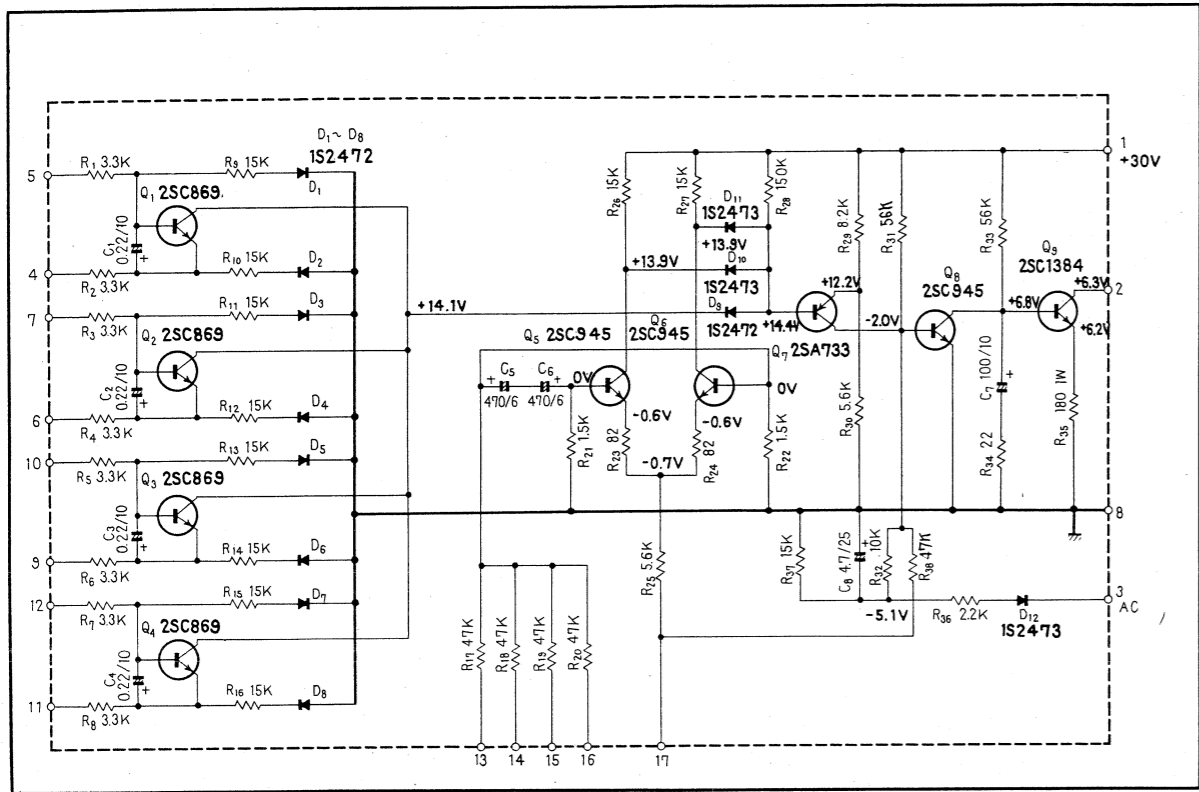 D₁~ D₈
1S2472
5
R₁ 3.3K
R₉ 15K
D₁
Q₁ 2SC869.
C₁ 0.22/10
+
4
R₂ 3.3K
R₁₀ 15K
D₂
7
R₃ 3.3K
R₁₁ 15K
D₃
Q₂ 2SC869
C₂ 0.22/10
+
6
R₄ 3.3K
R₁₂ 15K
D₄
10
R₅ 3.3K
R₁₃ 15K
D₅
Q₃ 2SC869
C₃ 0.22/10
+
9
R₆ 3.3K
R₁₄ 15K
D₆
12
R₇ 3.3K
R₁₅ 15K
D₇
Q₄ 2SC869
C₄ 0.22/10
+
11
R₈ 3.3K
R₁₆ 15K
D₈
+14.1V
R₂₆ 15K
R₂₇ 15K
R₂₈ 150K
D₁₁
1S2473
+13.9V
+13.9V
D₁₀
1S2473
D₉
1S2472
+14.4V
Q₅ 2SC945
2SC945 Q₆
Q₇
2SA733
+12.2V
-2.0V
R₂₉ 8.2K
R₃₁ 56K
R₃₃ 56K
1
+30V
Q₈
2SC945
Q₉
2SC1384
+6.3V
2
+6.8V
+6.2V
+ C₅
470/6
C₆ +
470/6
0V
0V
-0.6V
-0.6V
-0.7V
R₂₁ 1.5K
R₂₃ 82
R₂₄ 82
R₂₂ 1.5K
R₃₀ 5.6K
C₇ 100/10
+
R₃₄ 22
R₃₅ 180 1W
8
R₂₅ 5.6K
R₃₇ 15K
C₈ 4.7/25
+
R₃₂ 10K
R₃₈ 47K
-5.1V
R₃₆ 2.2K
D₁₂
1S2473
3
AC
R₁₇ 47K
R₁₈ 47K
R₁₉ 47K
R₂₀ 47K
13
14
15
16
17